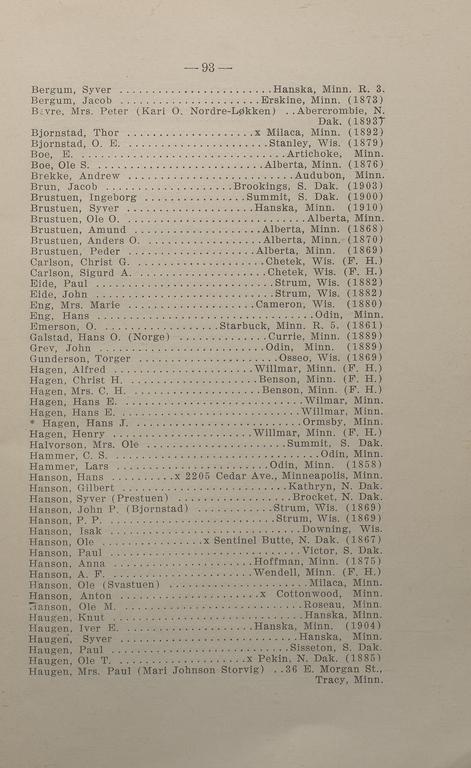 — 93 —
Bergum, Syver ........................Hanska, Minn. R. 3.
Bergum, Jacob ......................Erskine, Minn. (1873)
Bævre, Mrs. Peter (Kari O. Nordre-Løkken) ..Abercrombie, N.
Dak. (1893)
Bjornstad, Thor ....................x Milaca, Minn. (1892)
Bjornstad, O. E. .......................Stanley, Wis. (1879)
Boe, E. .................................Artichoke, Minn.
Boe, Ole S. ............................Alberta, Minn. (1876)
Brekke, Andrew .........................Audubon, Minn.
Brun, Jacob ....................Brookings, S. Dak. (1903)
Brustuen, Ingeborg .................Summit, S. Dak. (1900)
Brustuen, Syver ....................Hanska, Minn. (1910)
Brustuen, Ole O. ...........................Alberta, Minn.
Brustuen, Amund ....................Alberta, Minn. (1868)
Brustuen, Anders O. .................Alberta, Minn. (1870)
Brustuen, Peder ....................Alberta, Minn. (1869)
Carlson, Christ G. ....................Chetek, Wis. (F. H.)
Carlson, Sigurd A. .....................Chetek, Wis. (F. H.)
Eide, Paul ............................Strum, Wis. (1882)
Eide, John ............................Strum, Wis. (1882)
Eng, Mrs. Marie .....................Cameron, Wis. (1880)
Eng, Hans ..................................Odin, Minn.
Emerson, O. ..................Starbuck, Minn. R. 5. (1861)
Galstad, Hans O. (Norge) ..............Currie, Minn. (1889)
Grev, John ..........................Odin, Minn. (1889)
Gunderson, Torger .......................Osseo, Wis. (1869)
Hagen, Alfred ......................Willmar, Minn. (F. H.)
Hagen, Christ H. .....................Benson, Minn. (F. H.)
Hagen, Mrs. C. H. .....................Benson, Minn. (F. H.)
Hagen, Hans E. ...........................Wilmar, Minn.
Hagen, Hans E. ...........................Willmar, Minn.
* Hagen, Hans J. ...........................Ormsby, Minn.
Hagen, Henry .......................Willmar, Minn. (F. H.)
Halvorson, Mrs. Ole ......................Summit, S. Dak.
Hammer, C. S. .................................Odin, Minn.
Hammer, Lars .........................Odin, Minn. (1858)
Hanson, Hans ..........x 2205 Cedar Ave., Minneapolis, Minn.
Hanson, Gilbert .........................Kathryn, N. Dak.
Hanson, Syver (Prestuen) .................Brocket, N. Dak.
Hanson, John P. (Bjornstad) .............Strum, Wis. (1869)
Hanson, P. P. .........................Strum, Wis. (1869)
Hanson, Isak ...............................Downing, Wis.
Hanson, Ole ................x Sentinel Butte, N. Dak. (1867)
Hanson, Paul .............................Victor, S. Dak.
Hanson, Anna .......................Hoffman, Minn. (1875)
Hanson, A. F. .......................Wendell, Minn. (F. H.)
Hanson, Ole (Svastuen) ......................Milaca, Minn.
Hanson, Anton .......................x Cottonwood, Minn.
Hanson, Ole M. .............................Roseau, Minn.
Haugen, Knut ..............................Hanska, Minn.
Haugen, Iver E. .....................Hanska, Minn. (1904)
Haugen, Syver .............................Hanska, Minn.
Haugen, Paul ............................Sisseton, S. Dak.
Haugen, Ole T. .....................x Pekin, N. Dak. (1885)
Haugen, Mrs. Paul (Mari Johnson Storvig) ..36 E. Morgan St.,
Tracy, Minn.